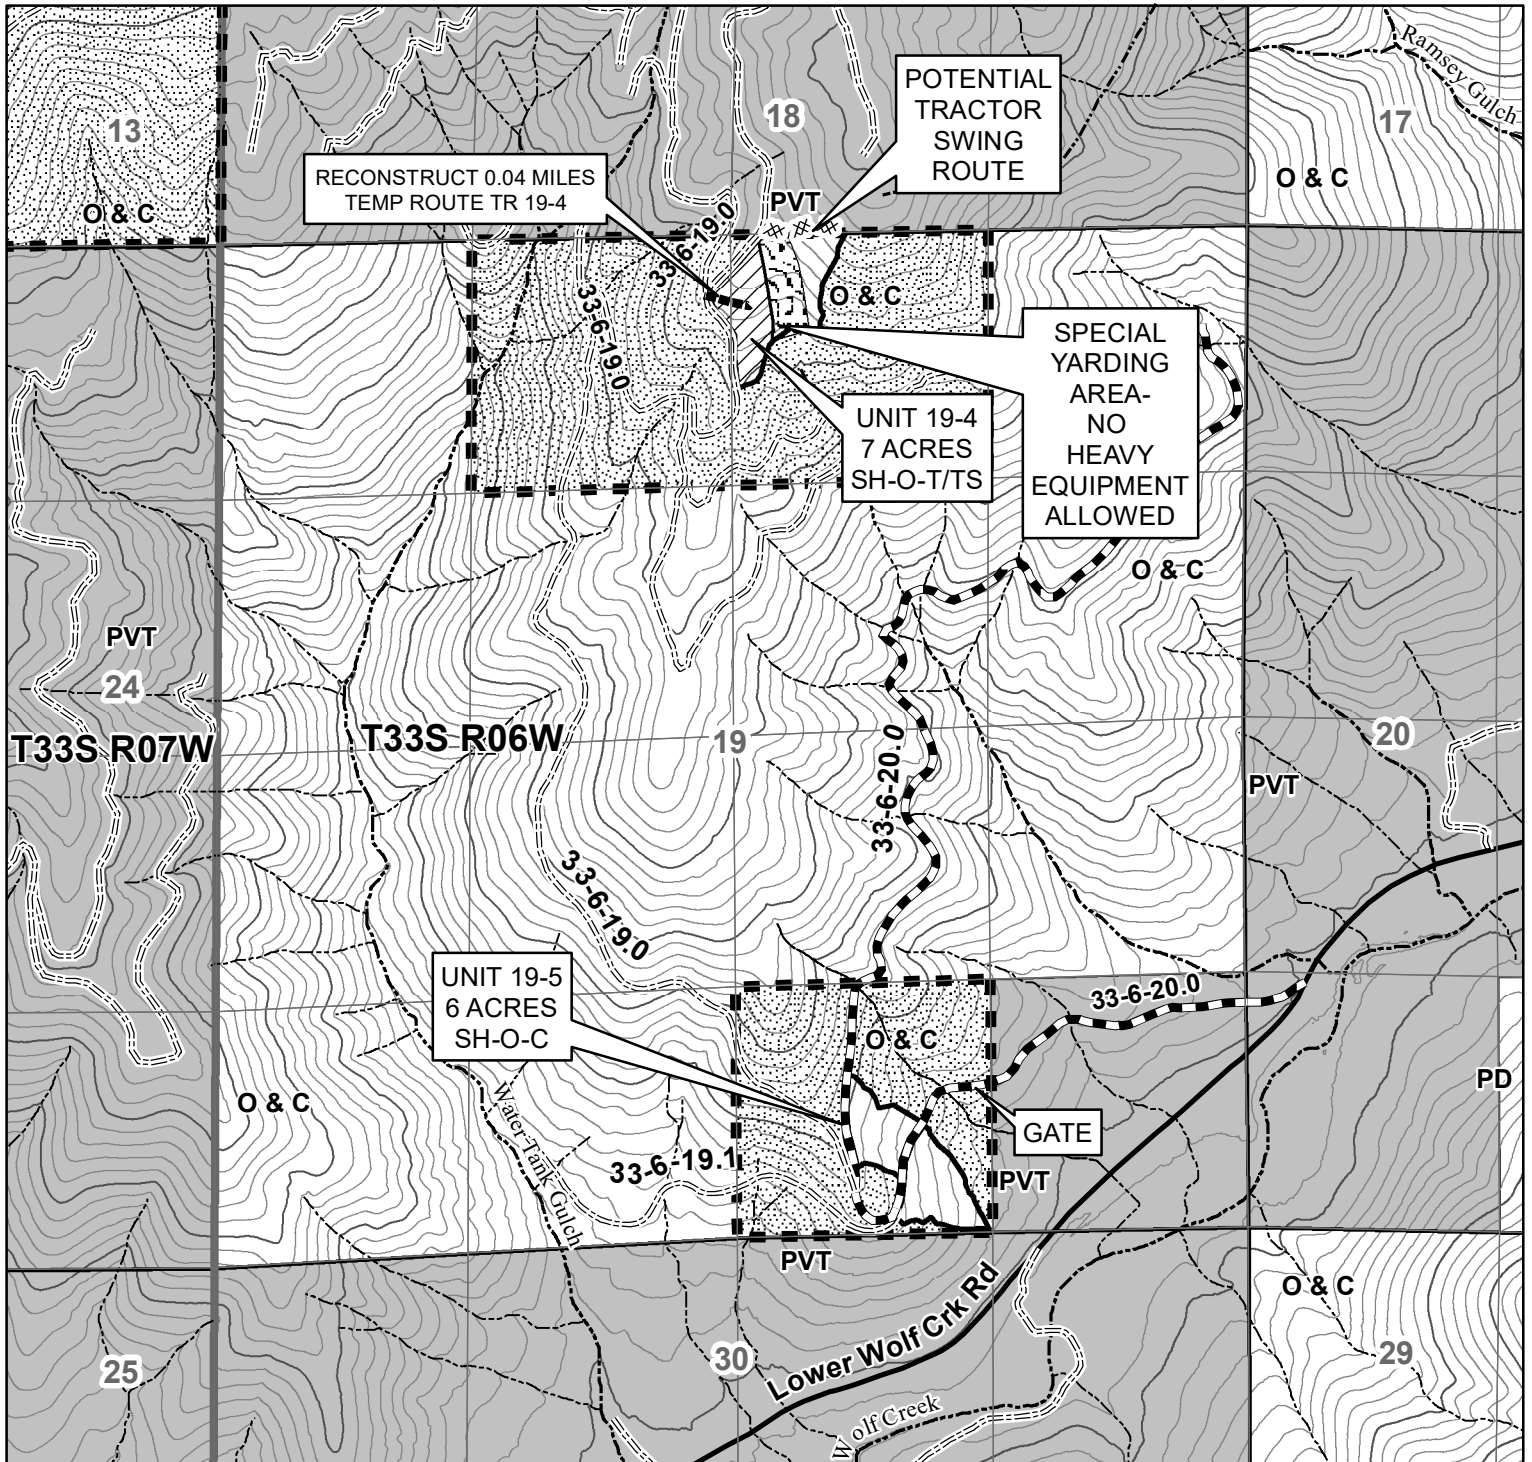 Ramsey Gulch
13
18
17
POTENTIAL
TRACTOR
SWING
ROUTE
RECONSTRUCT 0.04 MILES
TEMP ROUTE TR 19-4
O & C
O & C
PVT
33-6-19.0
33-6-19.0
O & C
SPECIAL
YARDING
AREA-
NO
HEAVY
EQUIPMENT
ALLOWED
UNIT 19-4
7 ACRES
SH-O-T/TS
O & C
PVT
24
T33S R07W
T33S R06W
19
20
33-6-20.0
PVT
33-6-19.0
UNIT 19-5
6 ACRES
SH-O-C
33-6-20.0
O & C
PD
O & C
Water Tank Gulch
GATE
33-6-19.1
PVT
PVT
O & C
Lower Wolf Crk Rd
25
30
29
Wolf Creek